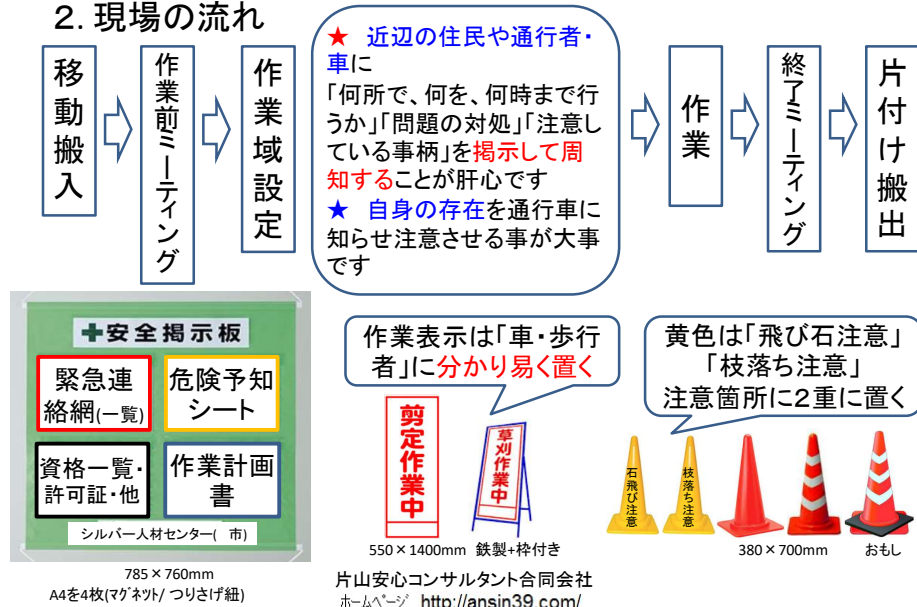 2. 現場の流れ
移動搬入
作業前ミーティング
作業域設定
★ 近辺の住民や通行者・
車に
「何所で、何を、何時まで行
うか」「問題の対処」「注意し
ている事柄」を掲示して周
知することが肝心です
★ 自身の存在を通行車に
知らせ注意させる事が大事
です
作業
終了ミーティング
片付け搬出
✚安全掲示板
緊急連
絡網(一覧)
危険予知
シート
資格一覧・
許可証・他
作業計画
書
シルバー人材センター( 市)
785×760mm
A4を4枚(マグネット/ つりさげ紐)
作業表示は「車・歩行
者」に分かり易く置く
剪定作業中
草刈作業中
550×1400mm 鉄製+枠付き
黄色は「飛び石注意」
「枝落ち注意」
注意箇所に2重に置く
石飛び注意
枝落ち注意
380×700mm
おもし
片山安心コンサルタント合同会社
ホームページ http://ansin39.com/